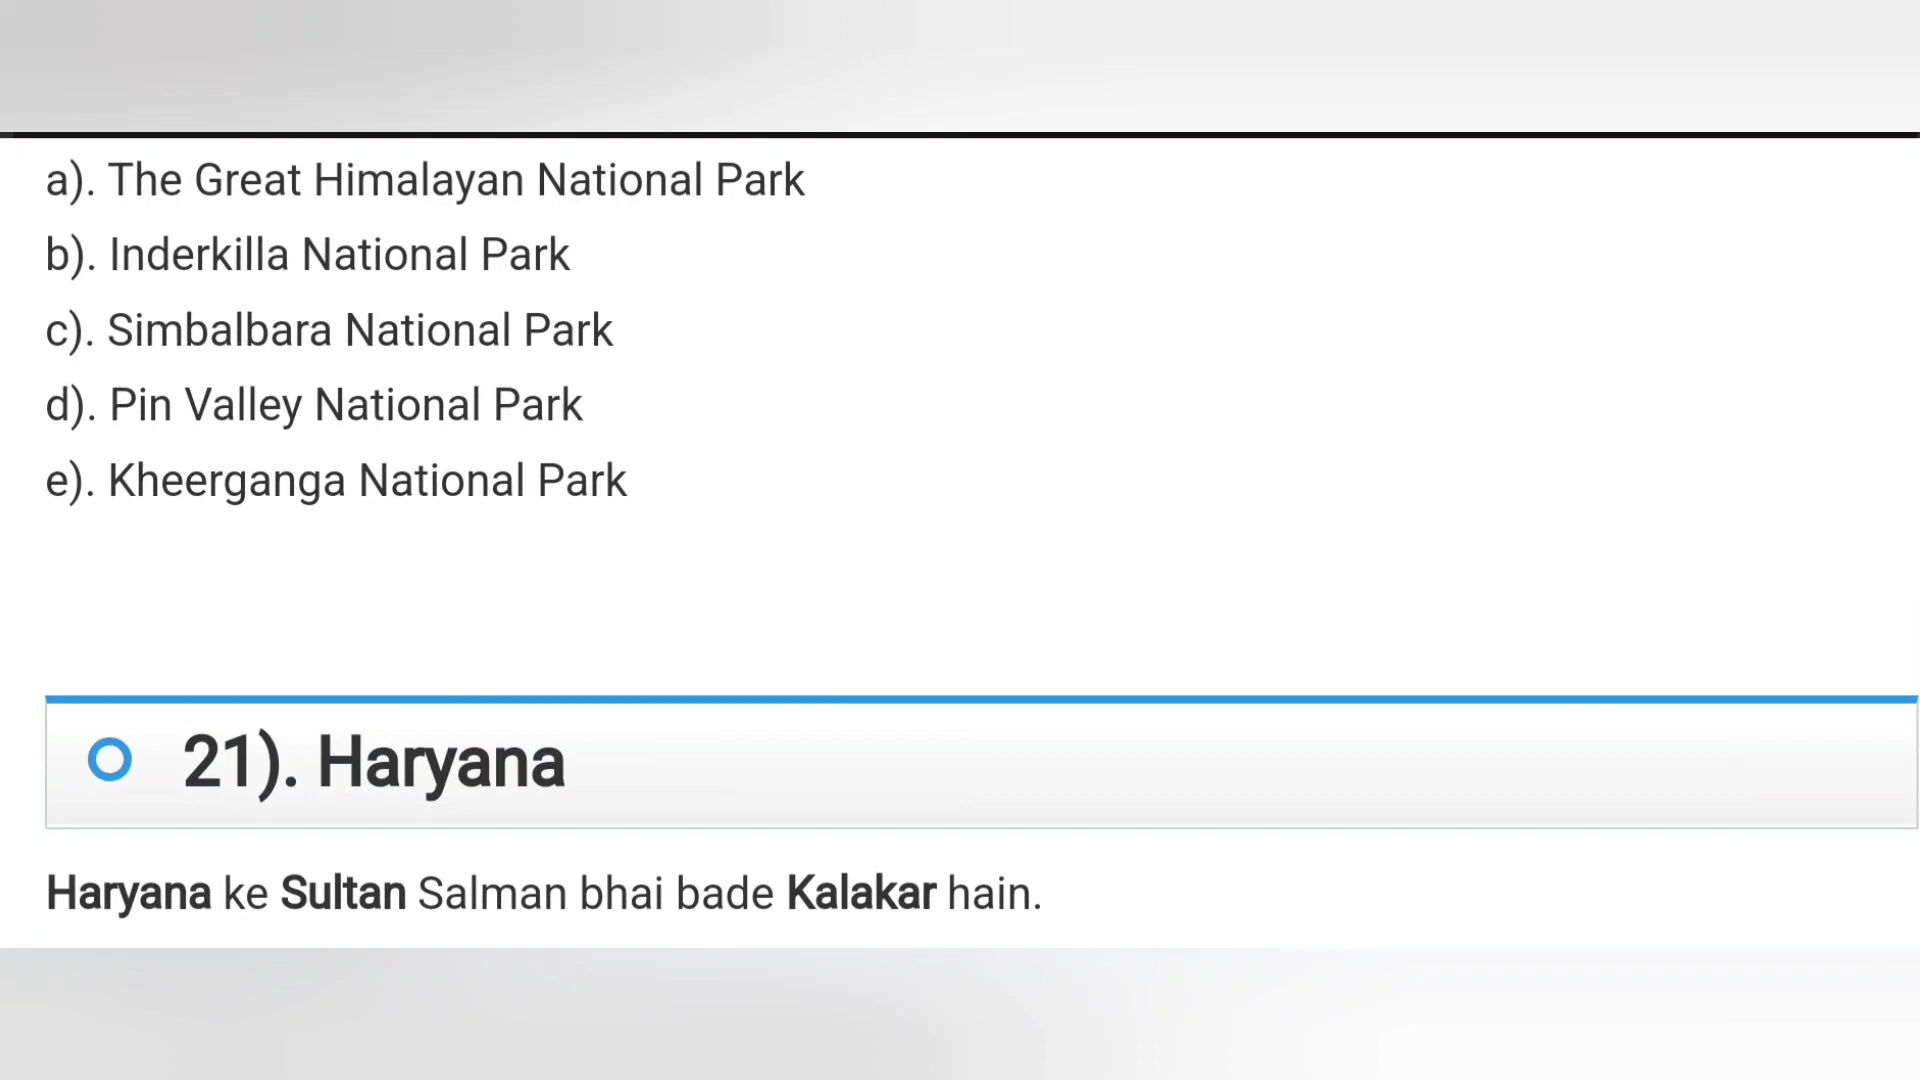 a). The Great Himalayan National Park
b). Inderkilla National Park
c). Simbalbara National Park
d). Pin Valley National Park
e). Kheerganga National Park
21). Haryana
Haryana ke Sultan Salman bhai bade Kalakar hain.